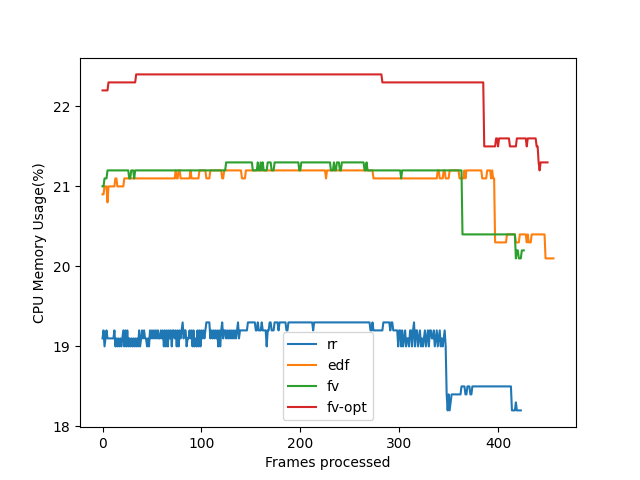 CPU Memory Usage(%)
22
21
20
19
18
0
100
200
300
400
Frames processed
rr
edf
fv
fv-opt